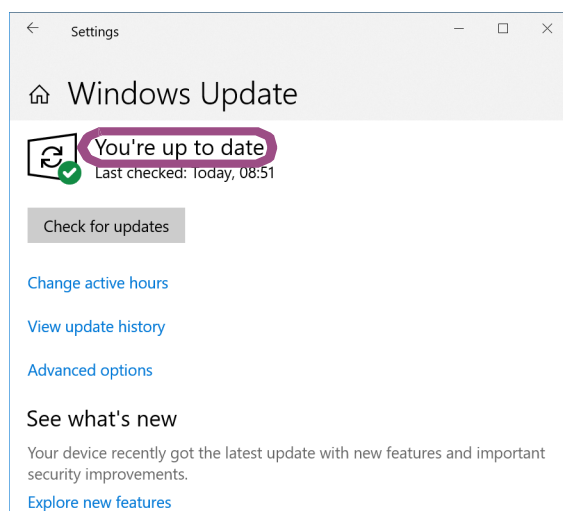 Settings
Windows Update
You're up to date
Last checked: Today, 08:51
Check for updates
Change active hours
View update history
Advanced options
See what's new
Your device recently got the latest update with new features and important
security improvements.
Explore new features